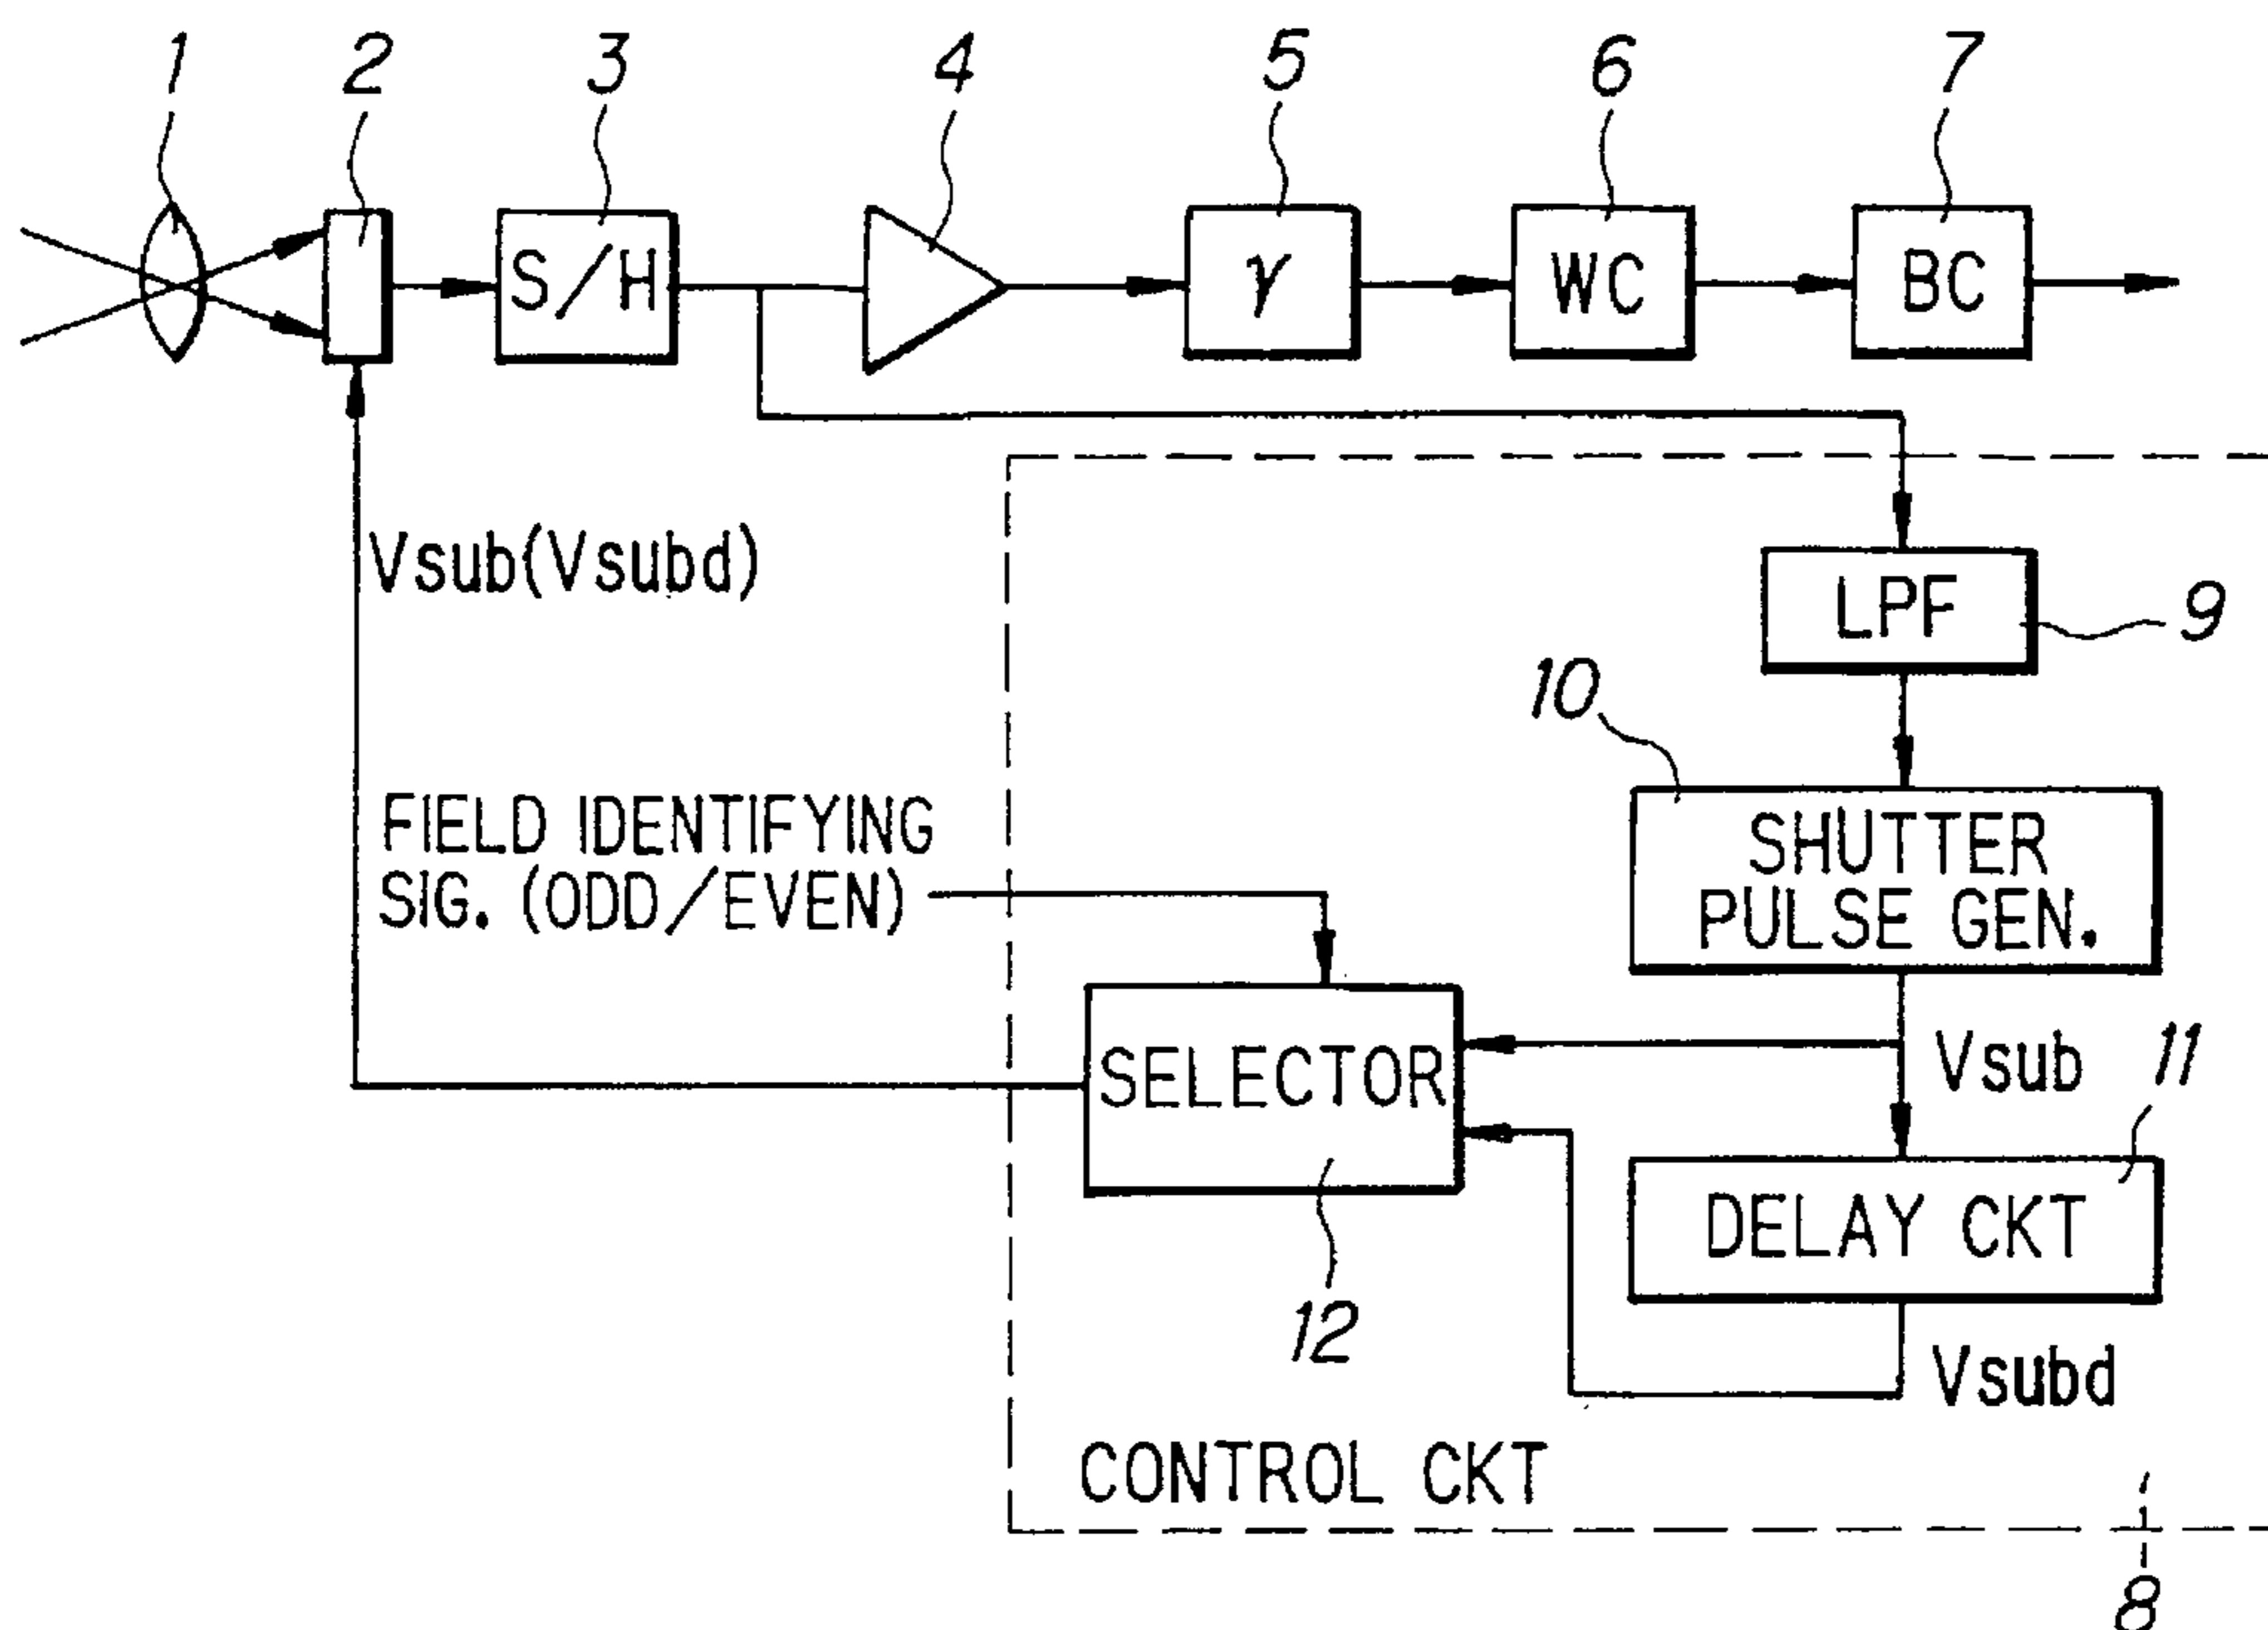 1
2
3
4
5
6
7
S/H
γ
WC
BC
Vsub(Vsubd)
LPF
9
10
FIELD IDENTIFYING
SIG. (ODD/EVEN)
SHUTTER
PULSE GEN.
SELECTOR
Vsub
11
DELAY CKT
12
Vsubd
CONTROL CKT
8